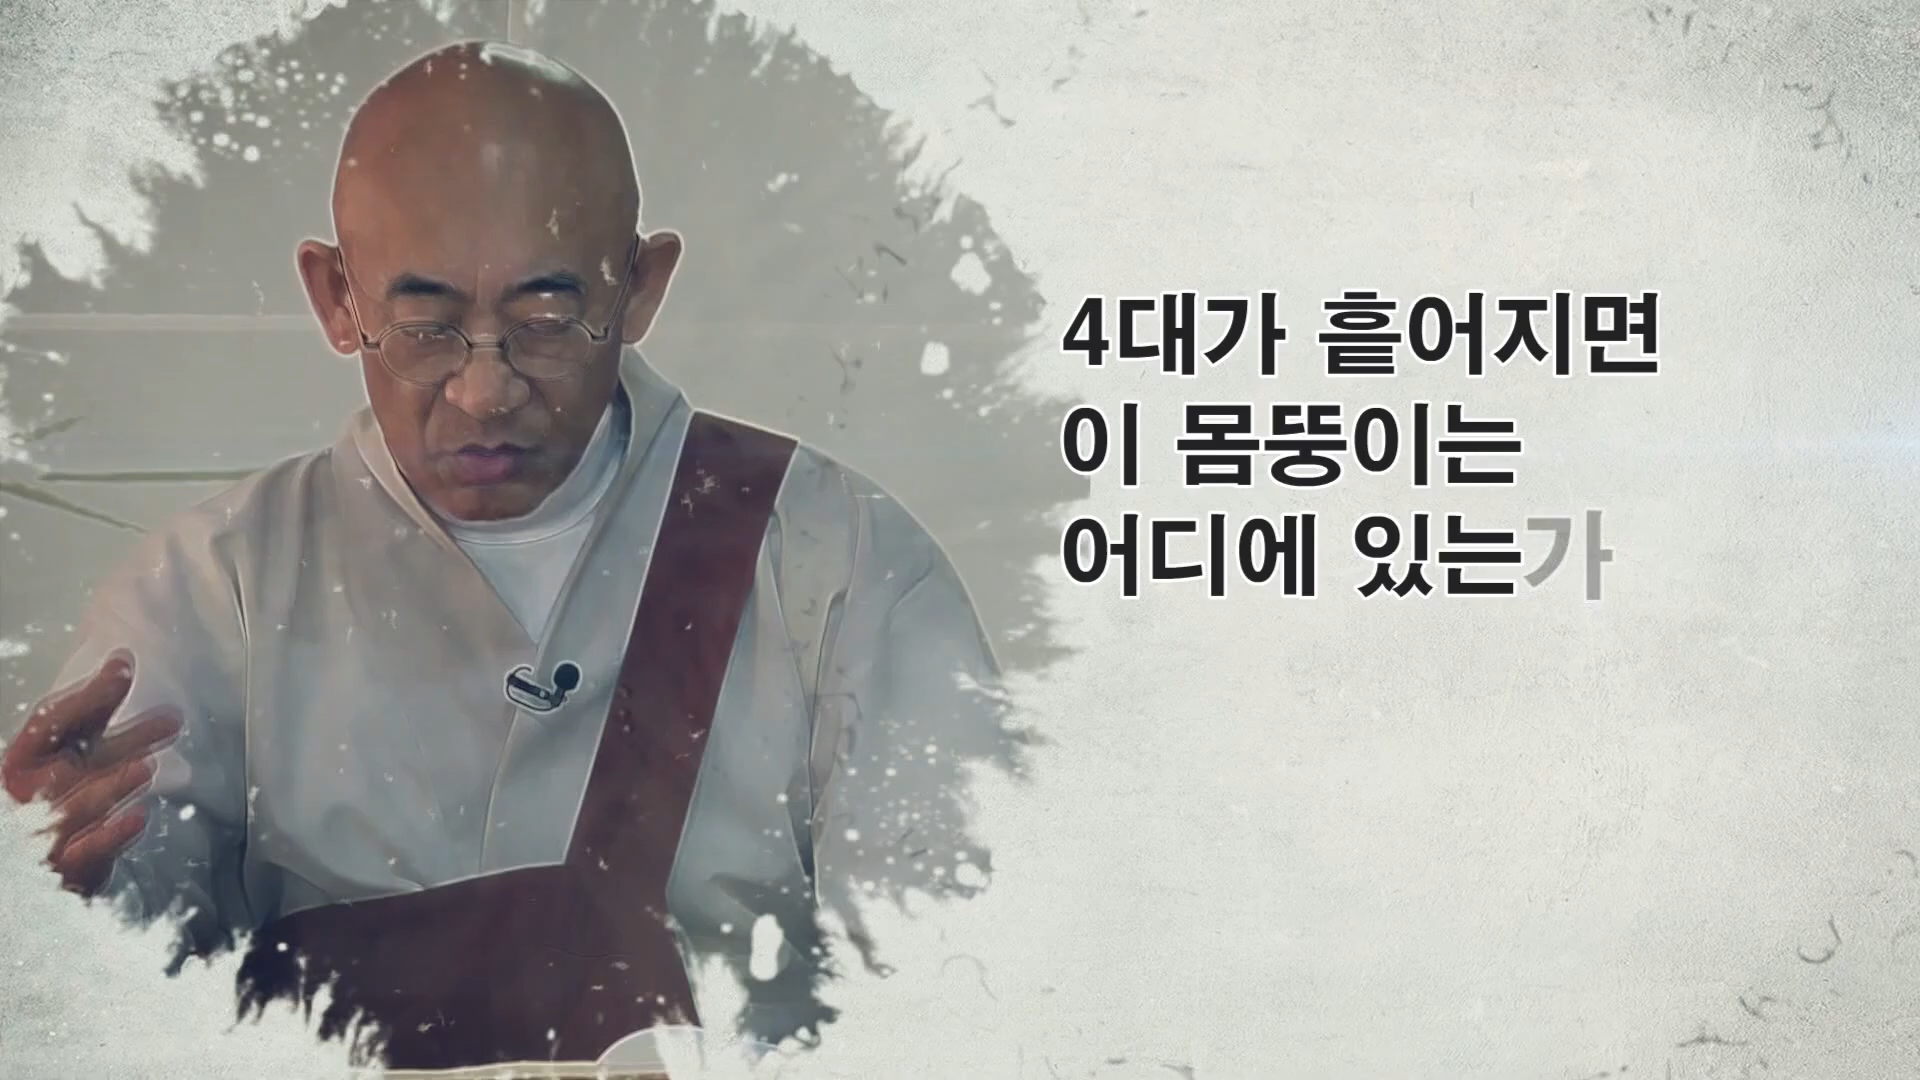 4대가 흩어지면
이 몸뚱이는
어디에 있는가